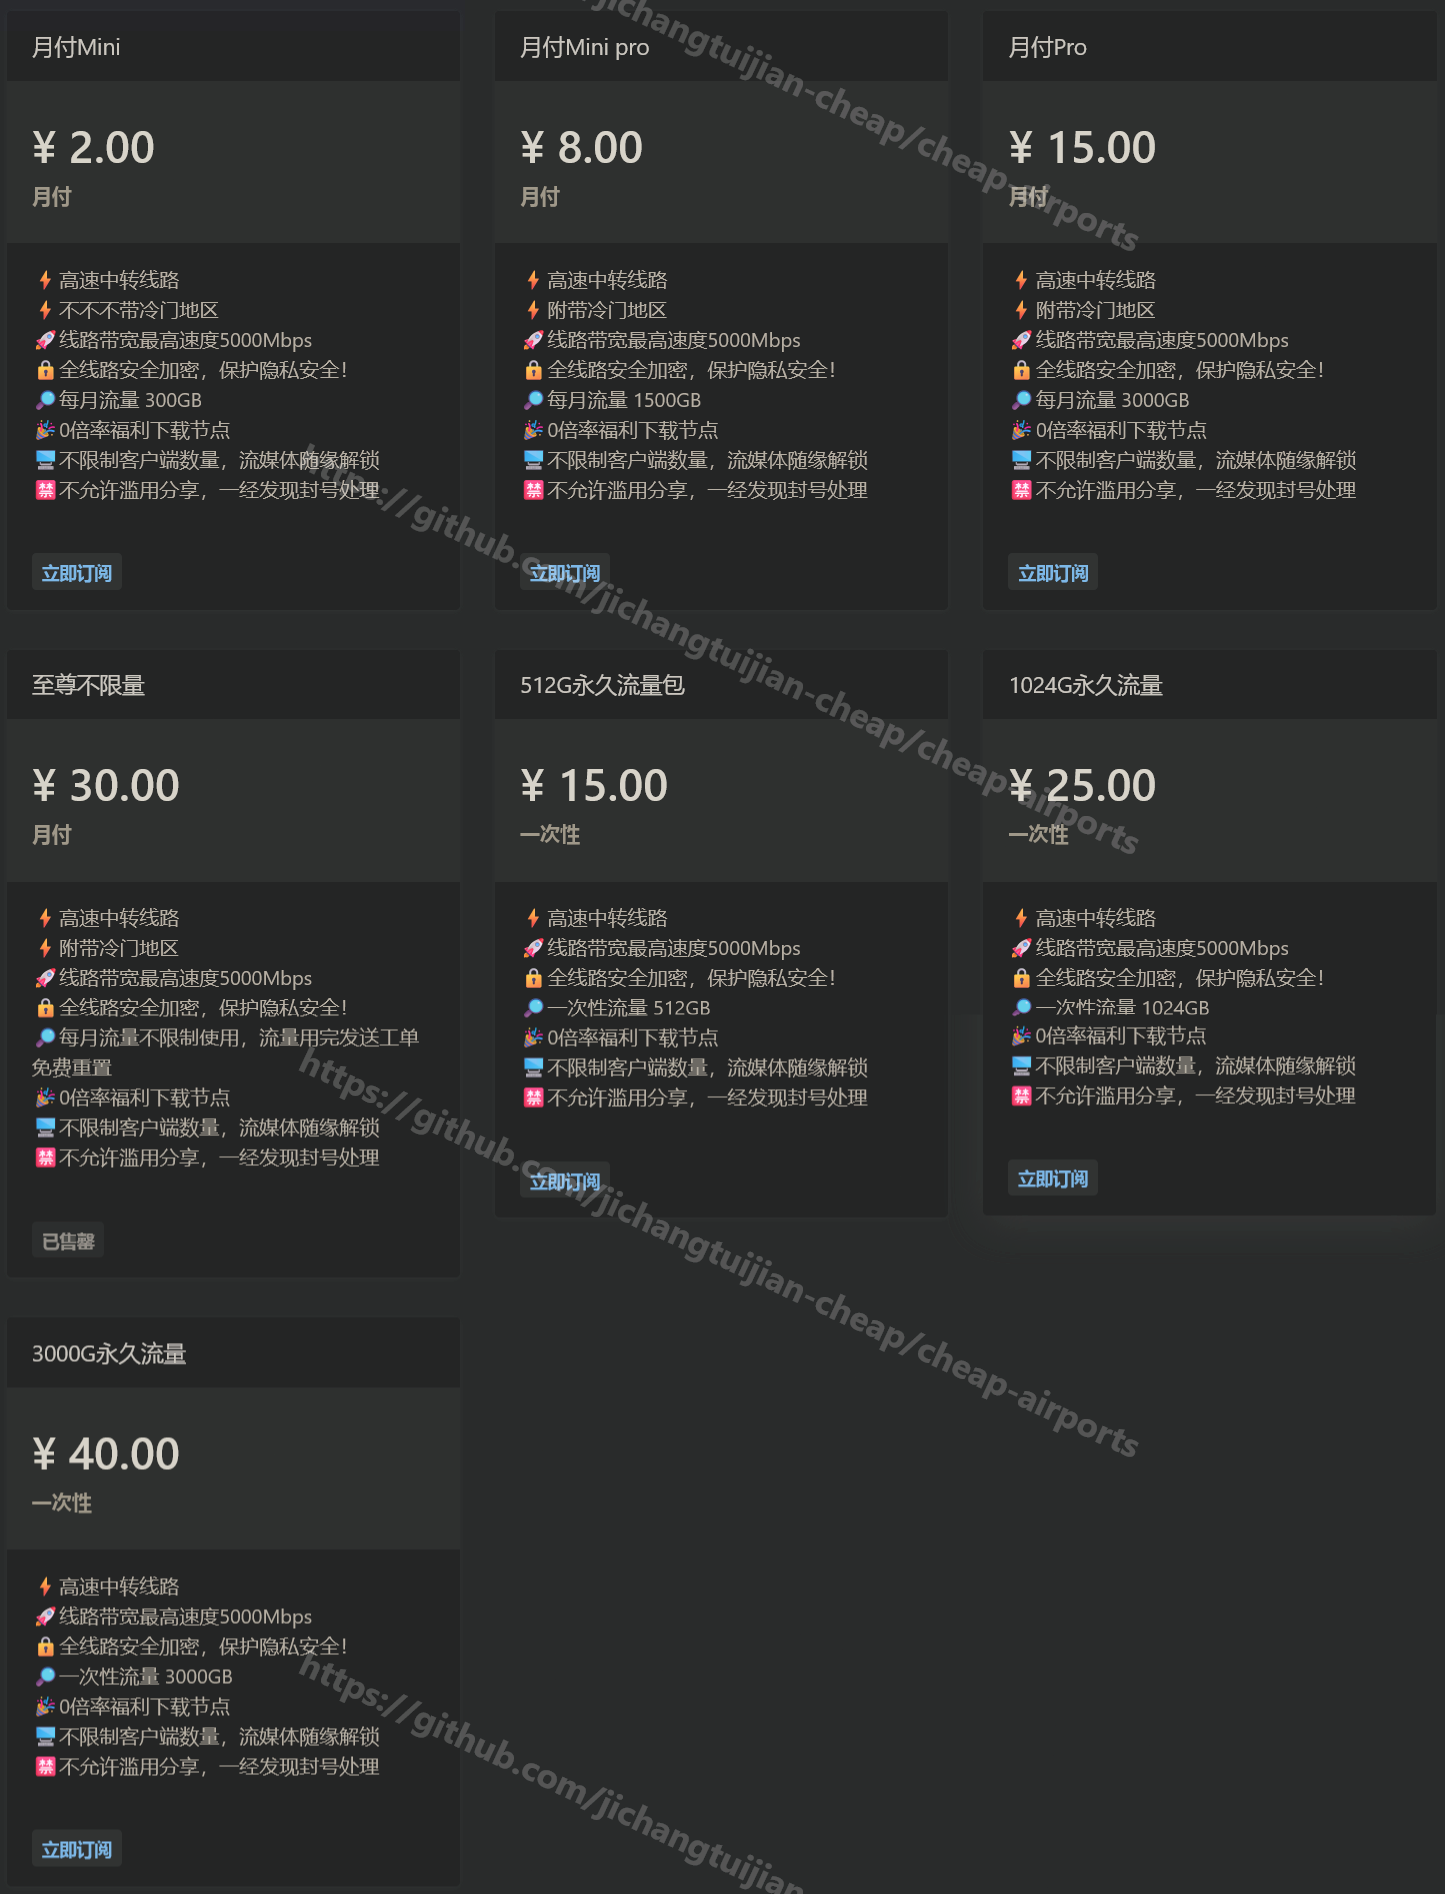 月付Mini
¥ 2.00
月付
⚡高速中转线路
⚡不不不带冷门地区
🚀线路带宽最高速度5000Mbps
🔒全线路安全加密，保护隐私安全！
🔎每月流量 300GB
🎉0倍率福利下载节点
🖥️不限制客户端数量，流媒体随缘解锁
🈲不允许滥用分享，一经发现封号处理
立即订阅
月付Mini pro
¥ 8.00
月付
⚡高速中转线路
⚡附带冷门地区
🚀线路带宽最高速度5000Mbps
🔒全线路安全加密，保护隐私安全！
🔎每月流量 1500GB
🎉0倍率福利下载节点
🖥️不限制客户端数量，流媒体随缘解锁
🈲不允许滥用分享，一经发现封号处理
立即订阅
月付Pro
¥ 15.00
月付
⚡高速中转线路
⚡附带冷门地区
🚀线路带宽最高速度5000Mbps
🔒全线路安全加密，保护隐私安全！
🔎每月流量 3000GB
🎉0倍率福利下载节点
🖥️不限制客户端数量，流媒体随缘解锁
🈲不允许滥用分享，一经发现封号处理
立即订阅
至尊不限量
¥ 30.00
月付
⚡高速中转线路
⚡附带冷门地区
🚀线路带宽最高速度5000Mbps
🔒全线路安全加密，保护隐私安全！
🔎每月流量不限制使用，流量用完发送工单
免费重置
🎉0倍率福利下载节点
🖥️不限制客户端数量，流媒体随缘解锁
🈲不允许滥用分享，一经发现封号处理
已售罄
512G永久流量包
¥ 15.00
一次性
⚡高速中转线路
🚀线路带宽最高速度5000Mbps
🔒全线路安全加密，保护隐私安全！
🔎一次性流量 512GB
🎉0倍率福利下载节点
🖥️不限制客户端数量，流媒体随缘解锁
🈲不允许滥用分享，一经发现封号处理
立即订阅
1024G永久流量
¥ 25.00
一次性
⚡高速中转线路
🚀线路带宽最高速度5000Mbps
🔒全线路安全加密，保护隐私安全！
🔎一次性流量 1024GB
🎉0倍率福利下载节点
🖥️不限制客户端数量，流媒体随缘解锁
🈲不允许滥用分享，一经发现封号处理
立即订阅
3000G永久流量
¥ 40.00
一次性
⚡高速中转线路
🚀线路带宽最高速度5000Mbps
🔒全线路安全加密，保护隐私安全！
🔎一次性流量 3000GB
🎉0倍率福利下载节点
🖥️不限制客户端数量，流媒体随缘解锁
🈲不允许滥用分享，一经发现封号处理
立即订阅
/jichangtuijian-cheap/cheap-airports
https://github.com/jichangtuijian-cheap/cheap-airports
https://github.com/jichangtuijian-cheap/cheap-airports
https://github.com/jichangtuijian